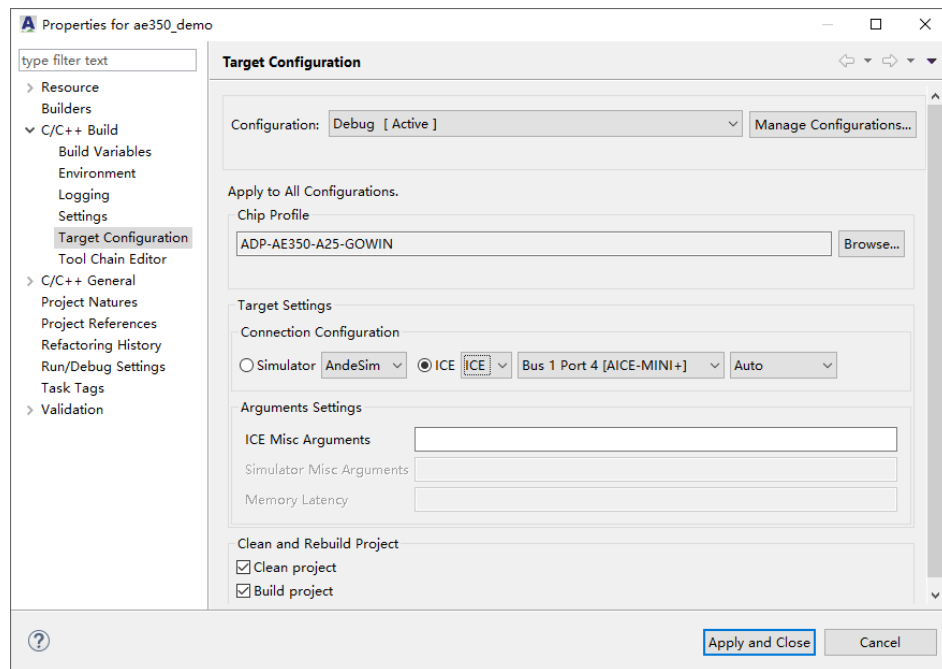 Properties for ae350_demo
type filter text
Target Configuration
Resource
Builders
C/C++ Build
Build Variables
Environment
Logging
Settings
Target Configuration
Tool Chain Editor
C/C++ General
Project Natures
Project References
Refactoring History
Run/Debug Settings
Task Tags
Validation
Configuration: Debug [ Active ] Manage Configurations...
Apply to All Configurations.
Chip Profile
ADP-AE350-A25-GOWIN Browse...
Target Settings
Connection Configuration
Simulator AndeSim ICE ICE Bus 1 Port 4 [AICE-MINI+] Auto
Arguments Settings
ICE Misc Arguments
Simulator Misc Arguments
Memory Latency
Clean and Rebuild Project
Clean project
Build project
? Apply and Close Cancel